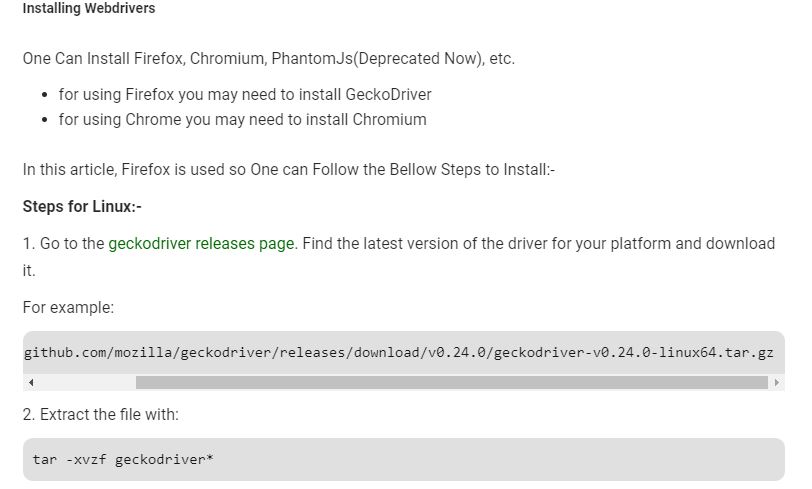 Installing Webdrivers
One Can Install Firefox, Chromium, PhantomJs(Deprecated Now), etc.
• for using Firefox you may need to install GeckoDriver
• for using Chrome you may need to install Chromium
In this article, Firefox is used so One can Follow the Bellow Steps to Install:-
Steps for Linux:-
1. Go to the geckodriver releases page. Find the latest version of the driver for your platform and download
it.
For example:
github.com/mozilla/geckodriver/releases/download/v0.24.0/geckodriver-v0.24.0-linux64.tar.gz
2. Extract the file with:
tar -xvzf geckodriver*